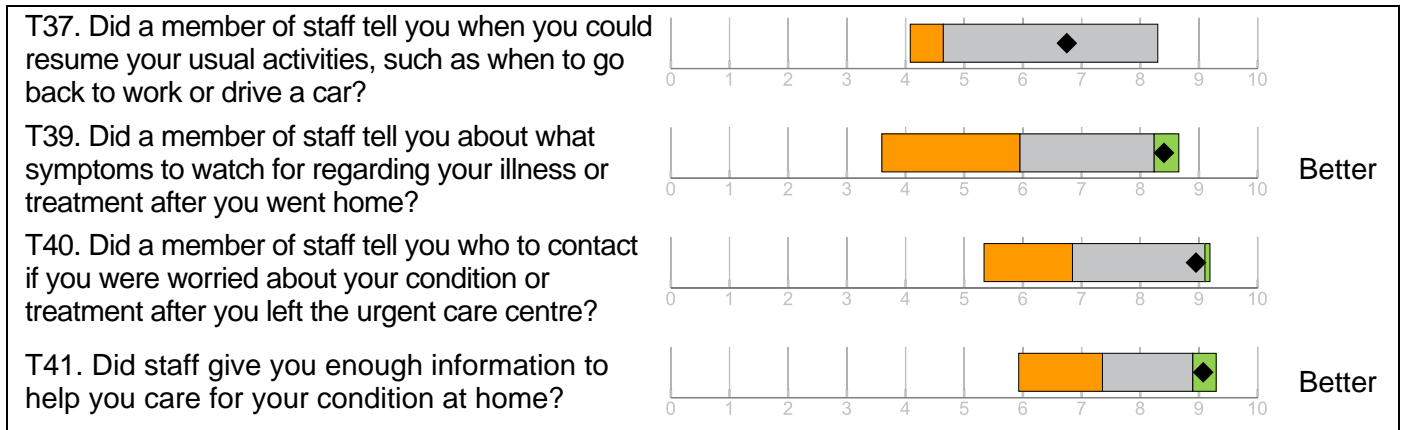 T37. Did a member of staff tell you when you could
resume your usual activities, such as when to go
back to work or drive a car?
0 1 2 3 4 5 6 7 8 9 10
T39. Did a member of staff tell you about what
symptoms to watch for regarding your illness or
treatment after you went home?
0 1 2 3 4 5 6 7 8 9 10
Better
T40. Did a member of staff tell you who to contact
if you were worried about your condition or
treatment after you left the urgent care centre?
0 1 2 3 4 5 6 7 8 9 10
T41. Did staff give you enough information to
help you care for your condition at home?
0 1 2 3 4 5 6 7 8 9 10
Better